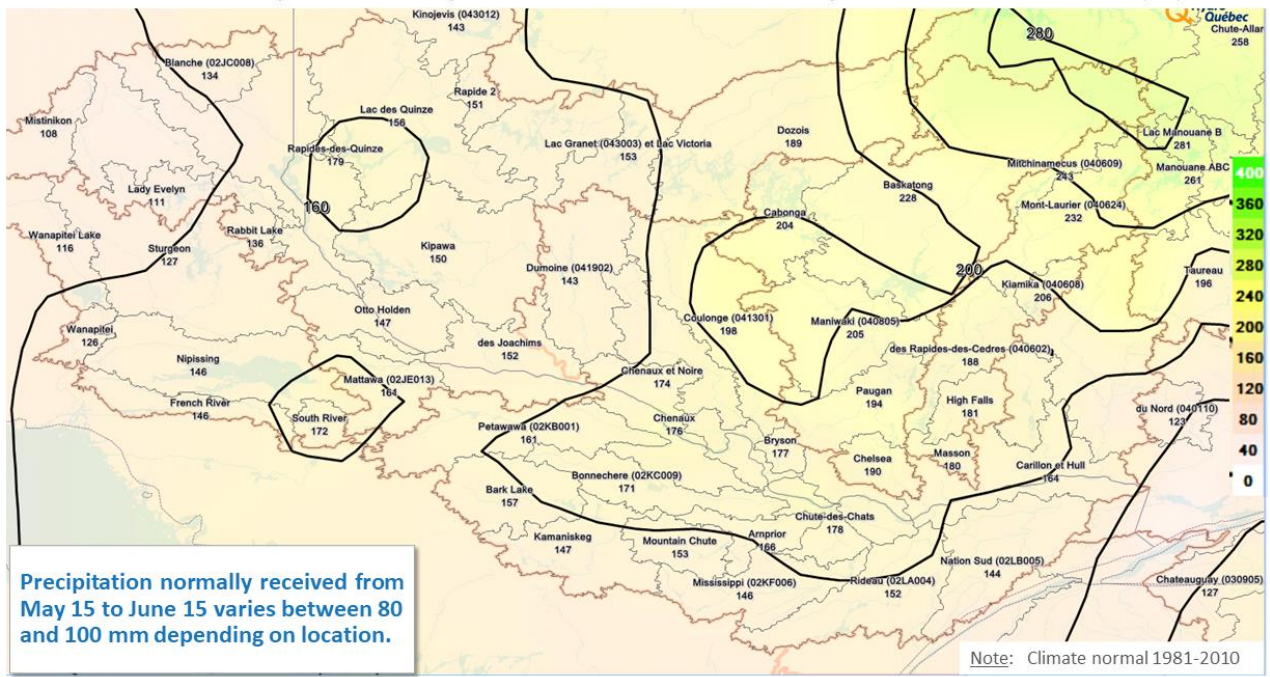 Québec
Kinojevis (043012)
143
Chute-Allar
258
280
Blanche (02JC008)
134
Rapide 2
151
Lac des Quinze
156
Mistinikon
108
Dozois
189
Lac Manouane B
281
Lac Granet (043003) et Lac Victoria
153
Rapides-des-Quinze
179
Mitchinamecus (040609)
243
Manouane ABC
261
400
Lady Evelyn
111
Baskatong
228
Mont-Laurier (040624)
232
360
160
Cabonga
204
320
Wanapitei Lake
116
Rabbit Lake
136
Sturgeon
127
Kipawa
150
Dumoine (041902)
143
200
Taureau
196
280
Kiamika (040608)
206
240
Otto Holden
147
Coulonge (041301)
198
Maniwaki (040805)
205
200
Wanapitei
126
des Joachims
152
des Rapides-des-Cedres (040602)
188
160
Nipissing
146
Mattawa (02JE013)
164
Chenaux et Noire
174
120
Paugan
194
High Falls
181
French River
146
du Nord (040110)
123
80
South River
172
Petawawa (02KB001)
161
Chenaux
176
Bryson
177
40
Chelsea
190
Masson
180
Carillon et Hull
164
0
Bonnechere (02KC009)
171
Bark Lake
157
Chute-des-Chats
178
Kamaniskeg
147
Mountain Chute
153
Arnprior
166
Nation Sud (02LB005)
144
Mississippi (02KF006)
146
Rideau (02LA004)
152
Chateauguay (030905)
127
Precipitation normally received from
May 15 to June 15 varies between 80
and 100 mm depending on location.
Note: Climate normal 1981-2010